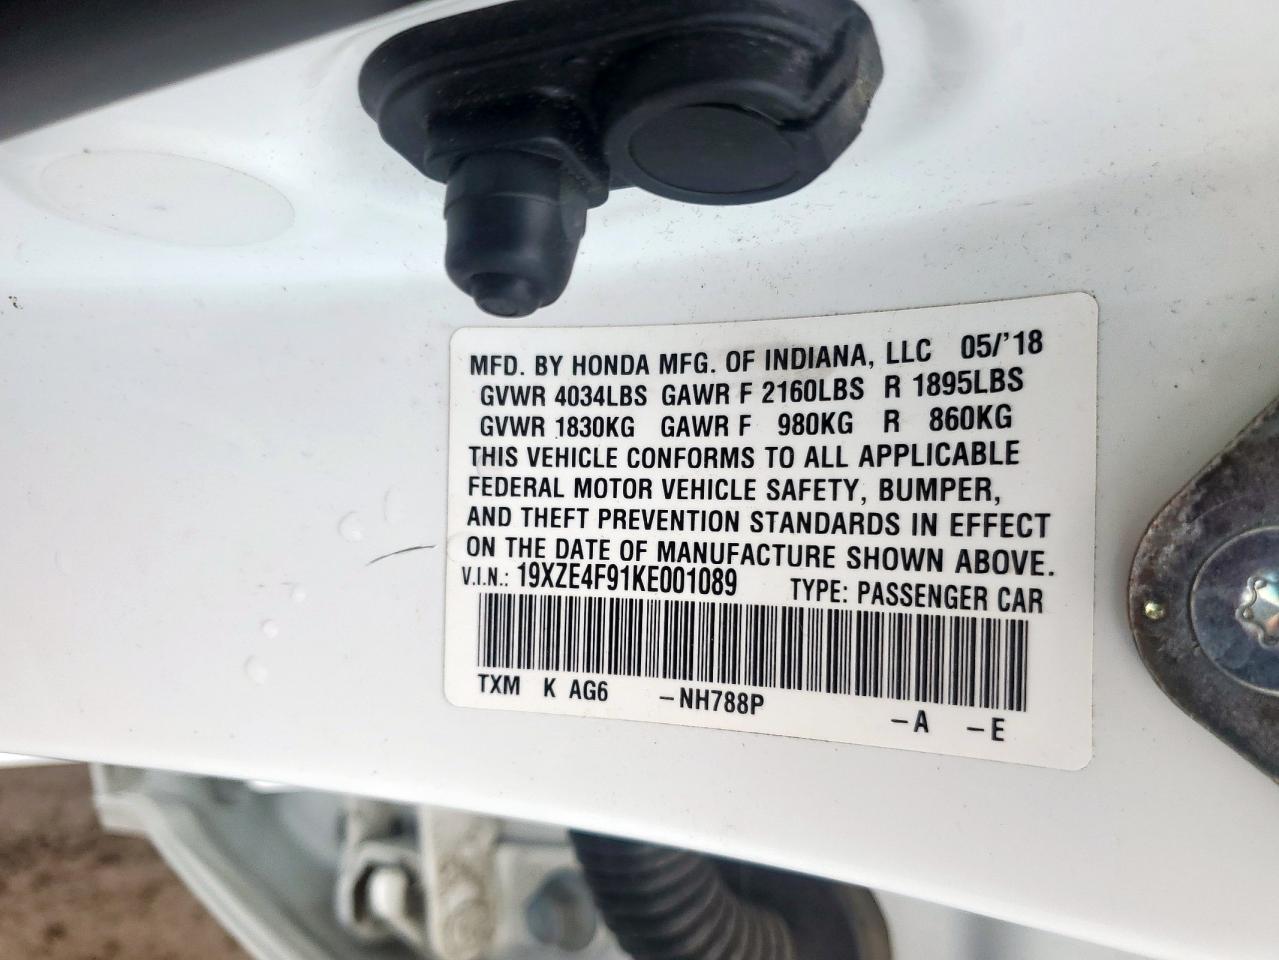 MFD. BY HONDA MFG. OF INDIANA, LLC 05/'18
GVWR 4034LBS GAWR F 2160LBS R 1895LBS
GVWR 1830KG GAWR F 980KG R 860KG
THIS VEHICLE CONFORMS TO ALL APPLICABLE
FEDERAL MOTOR VEHICLE SAFETY, BUMPER,
AND THEFT PREVENTION STANDARDS IN EFFECT
ON THE DATE OF MANUFACTURE SHOWN ABOVE.
V.I.N.: 19XZE4F91KE001089 TYPE: PASSENGER CAR
TXM K AG6 -NH788P -A -E